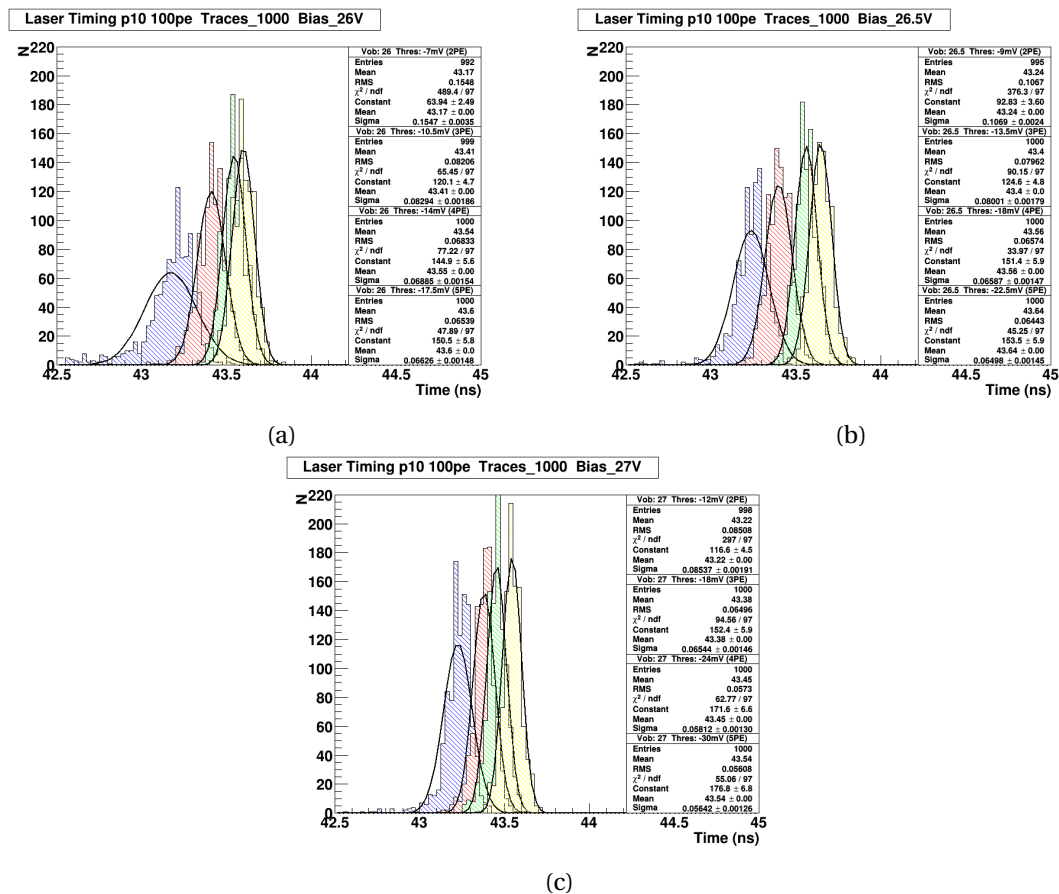 Laser Timing p10 100pe Traces_1000 Bias_26V
N
220
200
180
160
140
120
100
80
60
40
20
0
42.5 43 43.5 44 44.5 45
Time (ns)
Vob: 26 Thres: -7mV (2PE)
Entries 992
Mean 43.17
RMS 0.1548
χ² / ndf 489.4 / 97
Constant 63.94 ± 2.49
Mean 43.17 ± 0.00
Sigma 0.1547 ± 0.0035
Vob: 26 Thres: -10.5mV (3PE)
Entries 999
Mean 43.41
RMS 0.08206
χ² / ndf 65.45 / 97
Constant 120.1 ± 4.7
Mean 43.41 ± 0.00
Sigma 0.08294 ± 0.00186
Vob: 26 Thres: -14mV (4PE)
Entries 1000
Mean 43.54
RMS 0.06833
χ² / ndf 77.22 / 97
Constant 144.9 ± 5.6
Mean 43.55 ± 0.00
Sigma 0.06885 ± 0.00154
Vob: 26 Thres: -17.5mV (5PE)
Entries 1000
Mean 43.6
RMS 0.06539
χ² / ndf 47.89 / 97
Constant 150.5 ± 5.8
Mean 43.6 ± 0.0
Sigma 0.06626 ± 0.00148
(a)
Laser Timing p10 100pe Traces_1000 Bias_26.5V
N
220
200
180
160
140
120
100
80
60
40
20
0
42.5 43 43.5 44 44.5 45
Time (ns)
Vob: 26.5 Thres: -9mV (2PE)
Entries 995
Mean 43.24
RMS 0.1067
χ² / ndf 376.3 / 97
Constant 92.83 ± 3.60
Mean 43.24 ± 0.00
Sigma 0.1069 ± 0.0024
Vob: 26.5 Thres: -13.5mV (3PE)
Entries 1000
Mean 43.4
RMS 0.07962
χ² / ndf 90.15 / 97
Constant 124.6 ± 4.8
Mean 43.4 ± 0.0
Sigma 0.08001 ± 0.00179
Vob: 26.5 Thres: -18mV (4PE)
Entries 1000
Mean 43.56
RMS 0.06574
χ² / ndf 33.97 / 97
Constant 151.4 ± 5.9
Mean 43.56 ± 0.00
Sigma 0.06587 ± 0.00147
Vob: 26.5 Thres: -22.5mV (5PE)
Entries 1000
Mean 43.64
RMS 0.06443
χ² / ndf 45.25 / 97
Constant 153.5 ± 5.9
Mean 43.64 ± 0.00
Sigma 0.06498 ± 0.00145
(b)
Laser Timing p10 100pe Traces_1000 Bias_27V
N
220
200
180
160
140
120
100
80
60
40
20
0
42.5 43 43.5 44 44.5 45
Time (ns)
Vob: 27 Thres: -12mV (2PE)
Entries 998
Mean 43.22
RMS 0.08508
χ² / ndf 297 / 97
Constant 116.6 ± 4.5
Mean 43.22 ± 0.00
Sigma 0.08537 ± 0.00191
Vob: 27 Thres: -18mV (3PE)
Entries 1000
Mean 43.38
RMS 0.06496
χ² / ndf 94.56 / 97
Constant 152.4 ± 5.9
Mean 43.38 ± 0.00
Sigma 0.06544 ± 0.00146
Vob: 27 Thres: -24mV (4PE)
Entries 1000
Mean 43.45
RMS 0.0573
χ² / ndf 62.77 / 97
Constant 171.6 ± 6.6
Mean 43.45 ± 0.00
Sigma 0.05812 ± 0.00130
Vob: 27 Thres: -30mV (5PE)
Entries 1000
Mean 43.54
RMS 0.05608
χ² / ndf 55.06 / 97
Constant 176.8 ± 6.8
Mean 43.54 ± 0.00
Sigma 0.05642 ± 0.00126
(c)